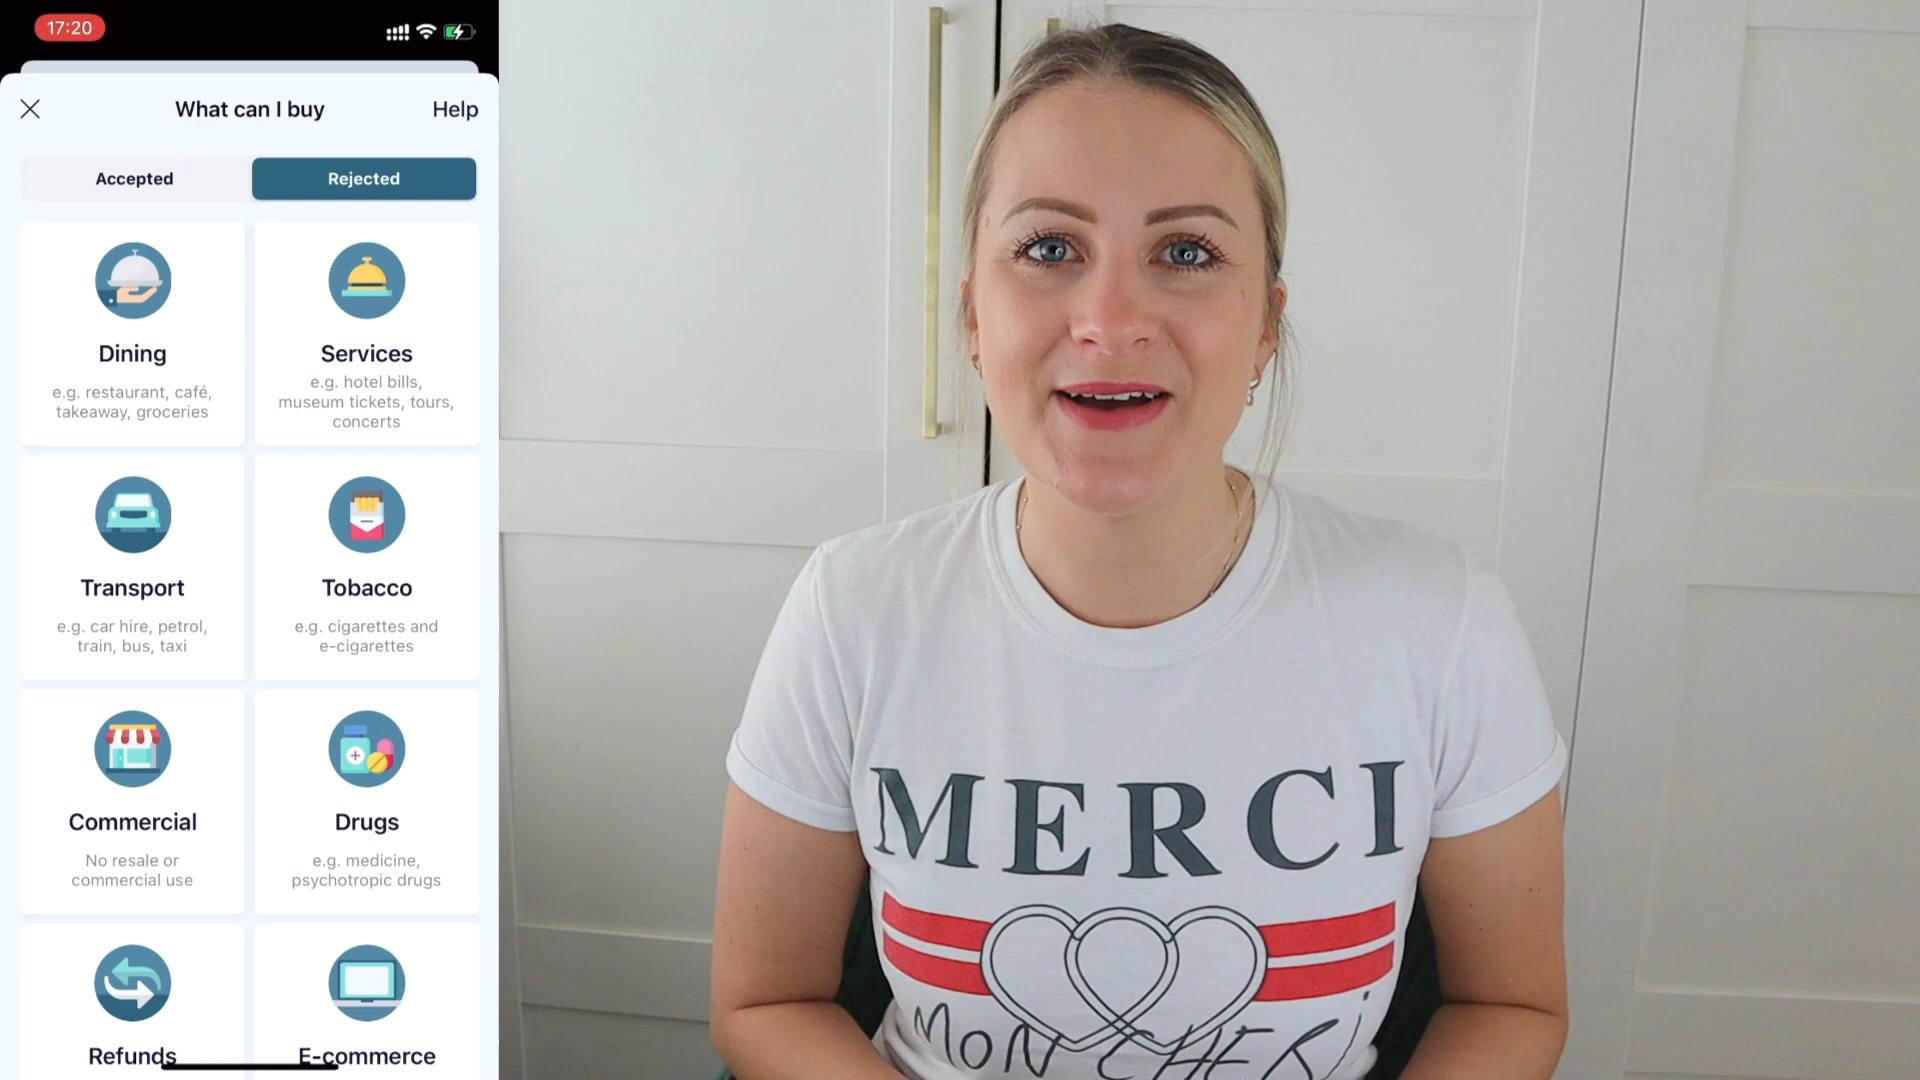 17:20
What can I buy
Help
Accepted
Rejected
Dining
e.g. restaurant, café,
takeaway, groceries
Services
e.g. hotel bills,
museum tickets, tours,
concerts
Transport
e.g. car hire, petrol,
train, bus, taxi
Tobacco
e.g. cigarettes and
e-cigarettes
Commercial
No resale or
commercial use
Drugs
e.g. medicine,
psychotropic drugs
Refunds
E-commerce
MERCI
MON CHERI